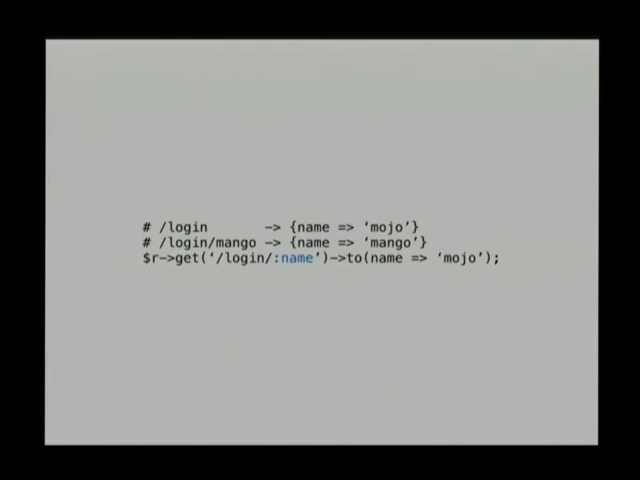 # /login       -> {name => ‘mojo’}
# /login/mango -> {name => ‘mango’}
$r->get(‘/login/:name’)->to(name => ‘mojo’);